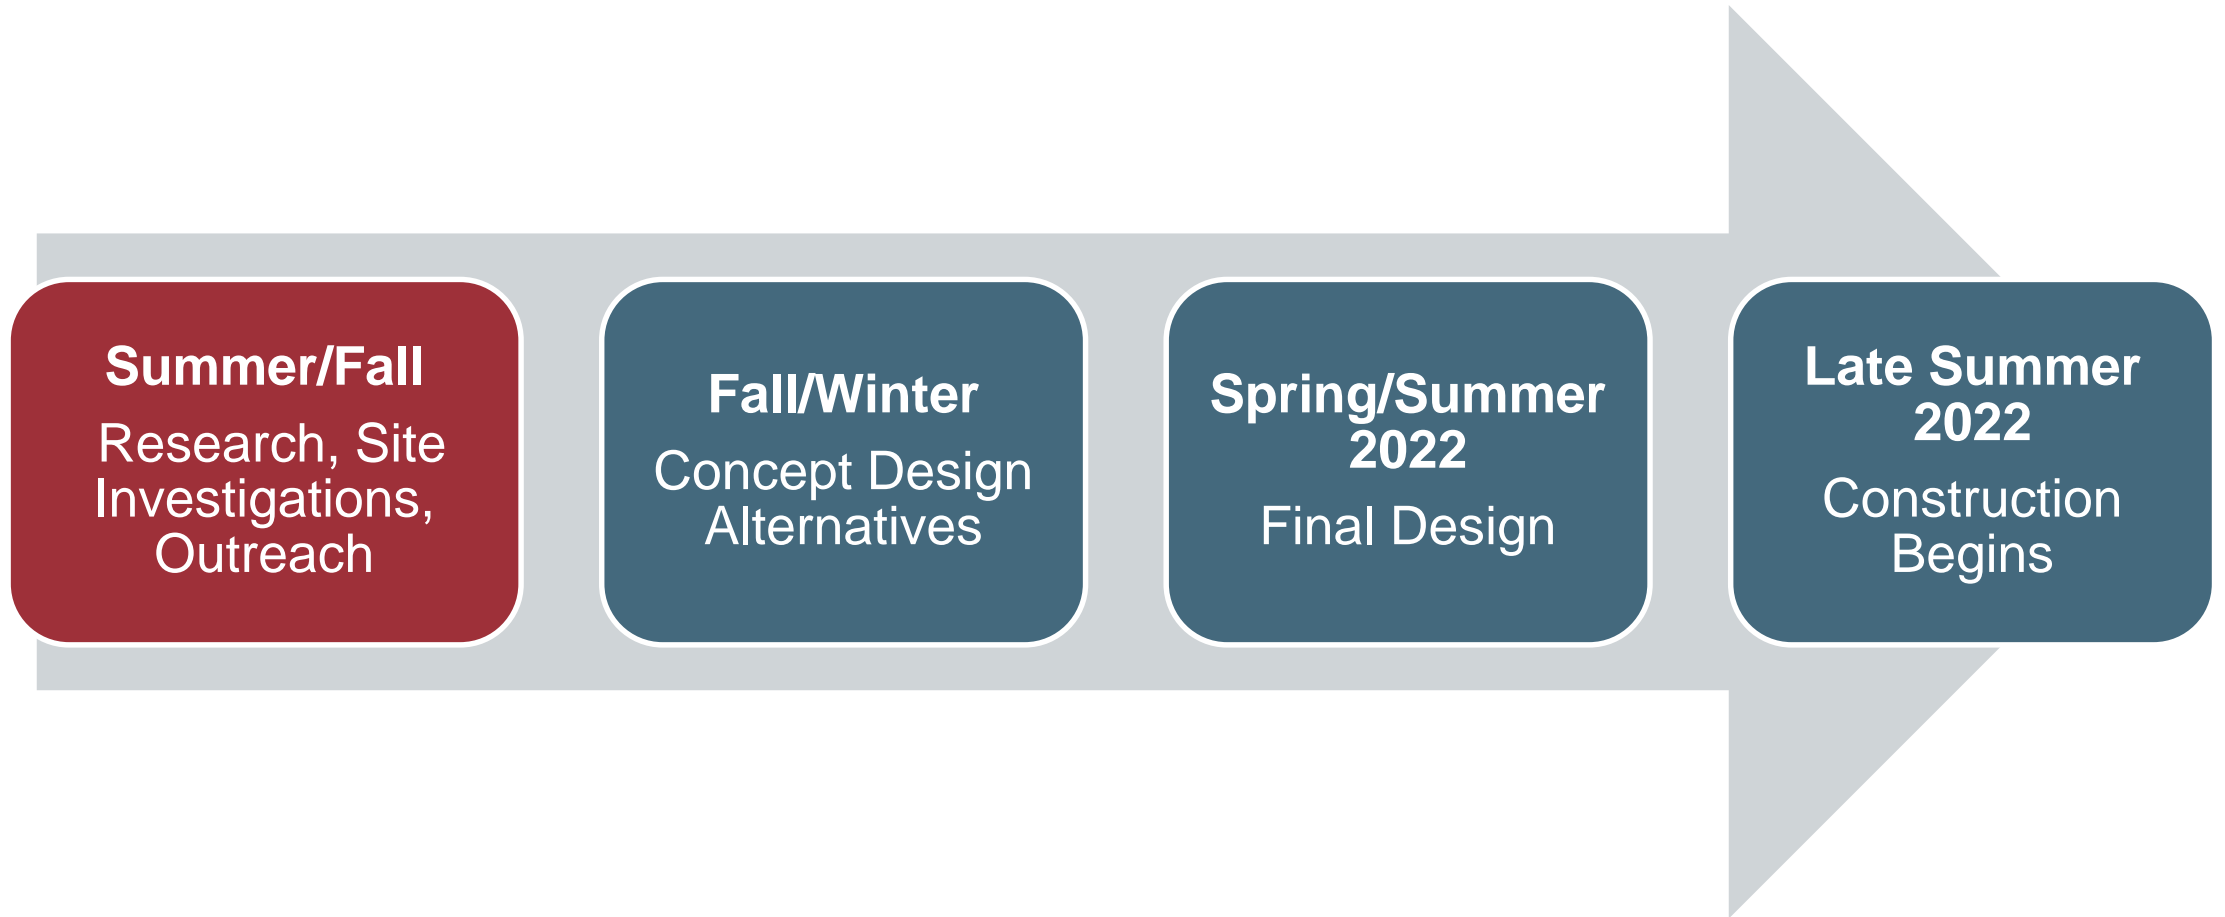 Summer/Fall
Research, Site
Investigations,
Outreach
Fall/Winter
Concept Design
Alternatives
Spring/Summer
2022
Final Design
Late Summer
2022
Construction
Begins